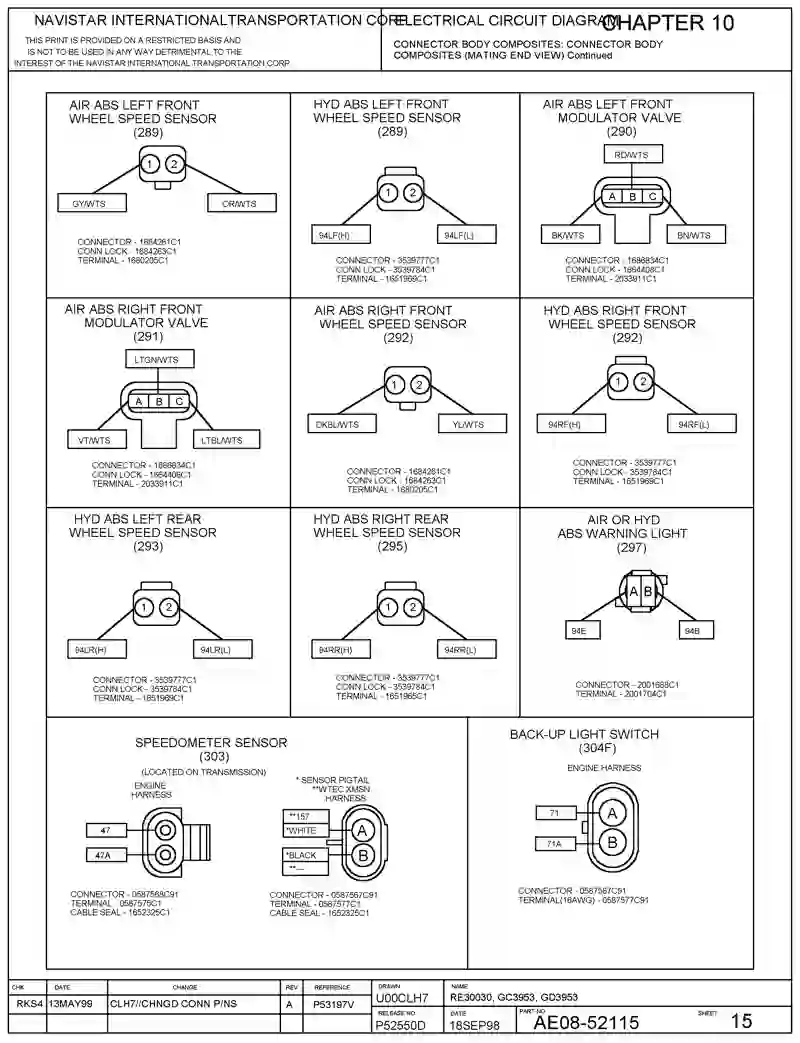 NAVISTAR INTERNATIONAL TRANSPORTATION CORP
THIS PRINT IS PROVIDED ON A RESTRICTED BASIS AND
IS NOT TO BE USED IN ANY WAY DETRIMENTAL TO THE
INTEREST OF THE NAVISTAR INTERNATIONAL TRANSPORTATION CORP
ELECTRICAL CIRCUIT DIAGRAM
CHAPTER 10
CONNECTOR BODY COMPOSITES: CONNECTOR BODY
COMPOSITES (MATING END VIEW) Continued
AIR ABS LEFT FRONT
WHEEL SPEED SENSOR
(289)
1 2
GY/WTS
OR/WTS
CONNECTOR - 1684261C1
CONN LOCK - 1684263C1
TERMINAL - 1680205C1
HYD ABS LEFT FRONT
WHEEL SPEED SENSOR
(289)
1 2
94LF(H)
94LF(L)
CONNECTOR - 3539777C1
CONN LOCK - 3539784C1
TERMINAL - 1651969C1
AIR ABS LEFT FRONT
MODULATOR VALVE
(290)
RD/WTS
A B C
BK/WTS
BN/WTS
CONNECTOR - 1686834C1
CONN LOCK - 1664408C1
TERMINAL - 2033911C1
AIR ABS RIGHT FRONT
MODULATOR VALVE
(291)
LTGN/WTS
A B C
VT/WTS
LTBL/WTS
CONNECTOR - 1686834C1
CONN LOCK - 1664408C1
TERMINAL - 2033911C1
AIR ABS RIGHT FRONT
WHEEL SPEED SENSOR
(292)
1 2
DKBL/WTS
YL/WTS
CONNECTOR - 1684261C1
CONN LOCK - 1684263C1
TERMINAL - 1680205C1
HYD ABS RIGHT FRONT
WHEEL SPEED SENSOR
(292)
1 2
94RF(H)
94RF(L)
CONNECTOR - 3539777C1
CONN LOCK - 3539784C1
TERMINAL - 1651969C1
HYD ABS LEFT REAR
WHEEL SPEED SENSOR
(293)
1 2
94LR(H)
94LR(L)
CONNECTOR - 3539777C1
CONN LOCK - 3539784C1
TERMINAL - 1651969C1
HYD ABS RIGHT REAR
WHEEL SPEED SENSOR
(295)
1 2
94RR(H)
94RR(L)
CONNECTOR - 3539777C1
CONN LOCK - 3539784C1
TERMINAL - 1651965C1
AIR OR HYD
ABS WARNING LIGHT
(297)
A B
94E
94B
CONNECTOR - 2001688C1
TERMINAL - 2001704C1
SPEEDOMETER SENSOR
(303)
(LOCATED ON TRANSMISSION)
ENGINE
HARNESS
47
47A
CONNECTOR - 0587568C91
TERMINAL 0587575C1
CABLE SEAL - 1652325C1
* SENSOR PIGTAIL
**WTEC XMSN
HARNESS
**157
*WHITE
*BLACK
**—
A
B
CONNECTOR - 0587567C91
TERMINAL - 0587577C1
CABLE SEAL - 1652325C1
BACK-UP LIGHT SWITCH
(304F)
ENGINE HARNESS
71
71A
A
B
CONNECTOR - 0587567C91
TERMINAL(16AWG) - 0587577C91
CHK DATE CHANGE REV REFERENCE
RKS4 13MAY99 CLH7//CHNGD CONN P/NS A P53197V
DRAWN
U00CLH7
NAME
RE30030, GC3953, GD3953
RELEASE NO.
P52550D
DATE
18SEP98
PART-NO
AE08-52115
SHEET 15